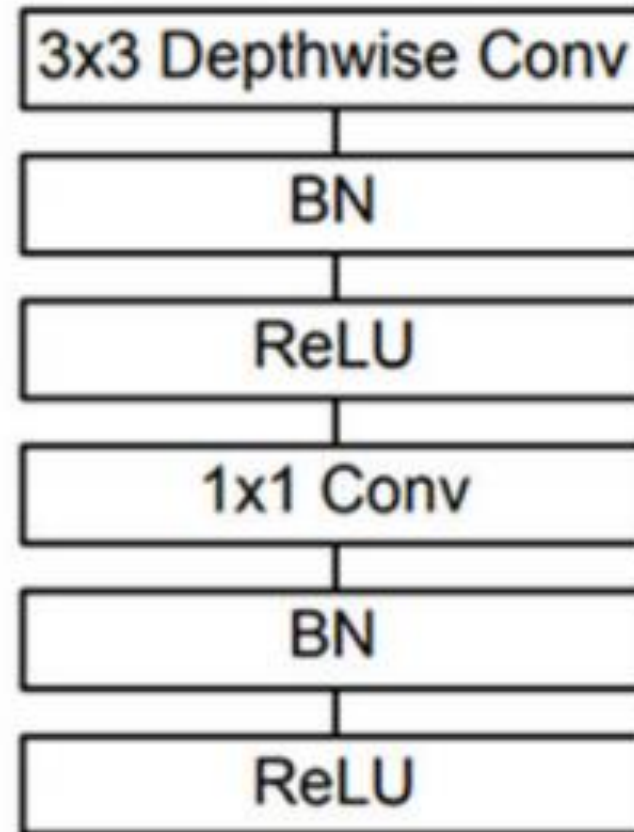 3x3 Depthwise Conv
BN
ReLU
1x1 Conv
BN
ReLU